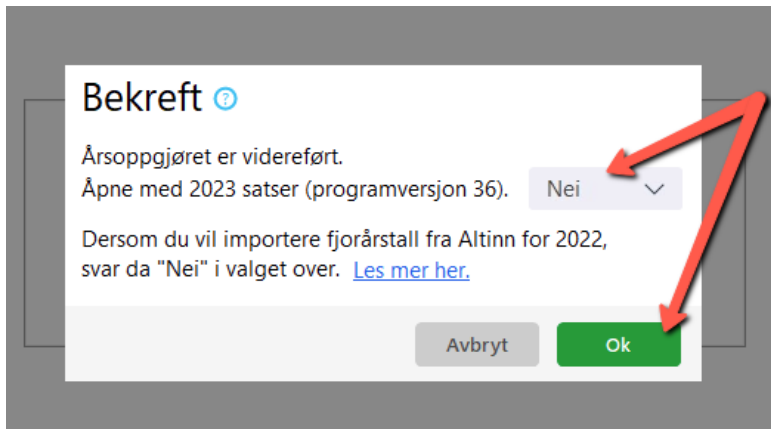 Bekreft ?
Årsoppgjøret er videreført.
Åpne med 2023 satser (programversjon 36). Nei
Dersom du vil importere fjorårstall fra Altinn for 2022,
svar da "Nei" i valget over. Les mer her.
Avbryt Ok